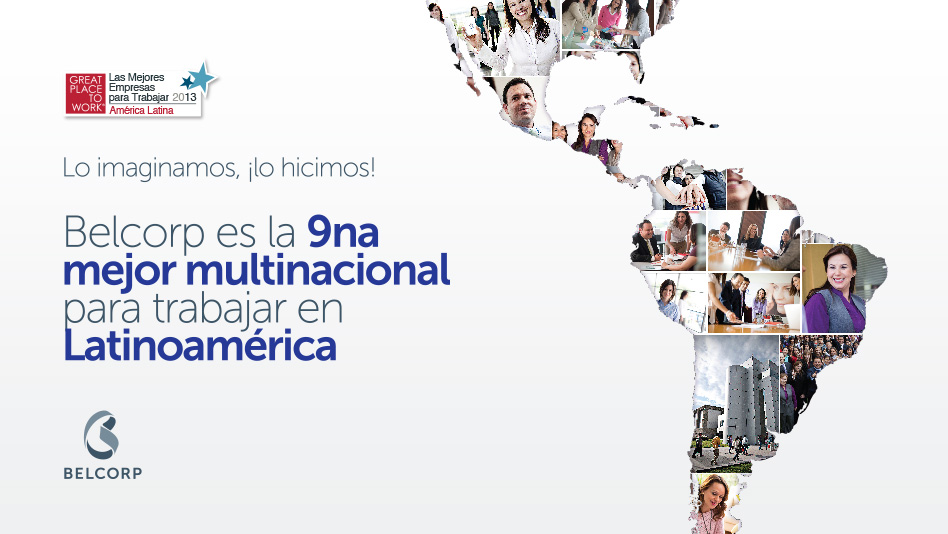 GREAT
PLACE
TO
WORK®
Las Mejores
Empresas
para Trabajar 2013
América Latina
Lo imaginamos, ¡lo hicimos!
Belcorp es la 9na
mejor multinacional
para trabajar en
Latinoamérica
BELCORP